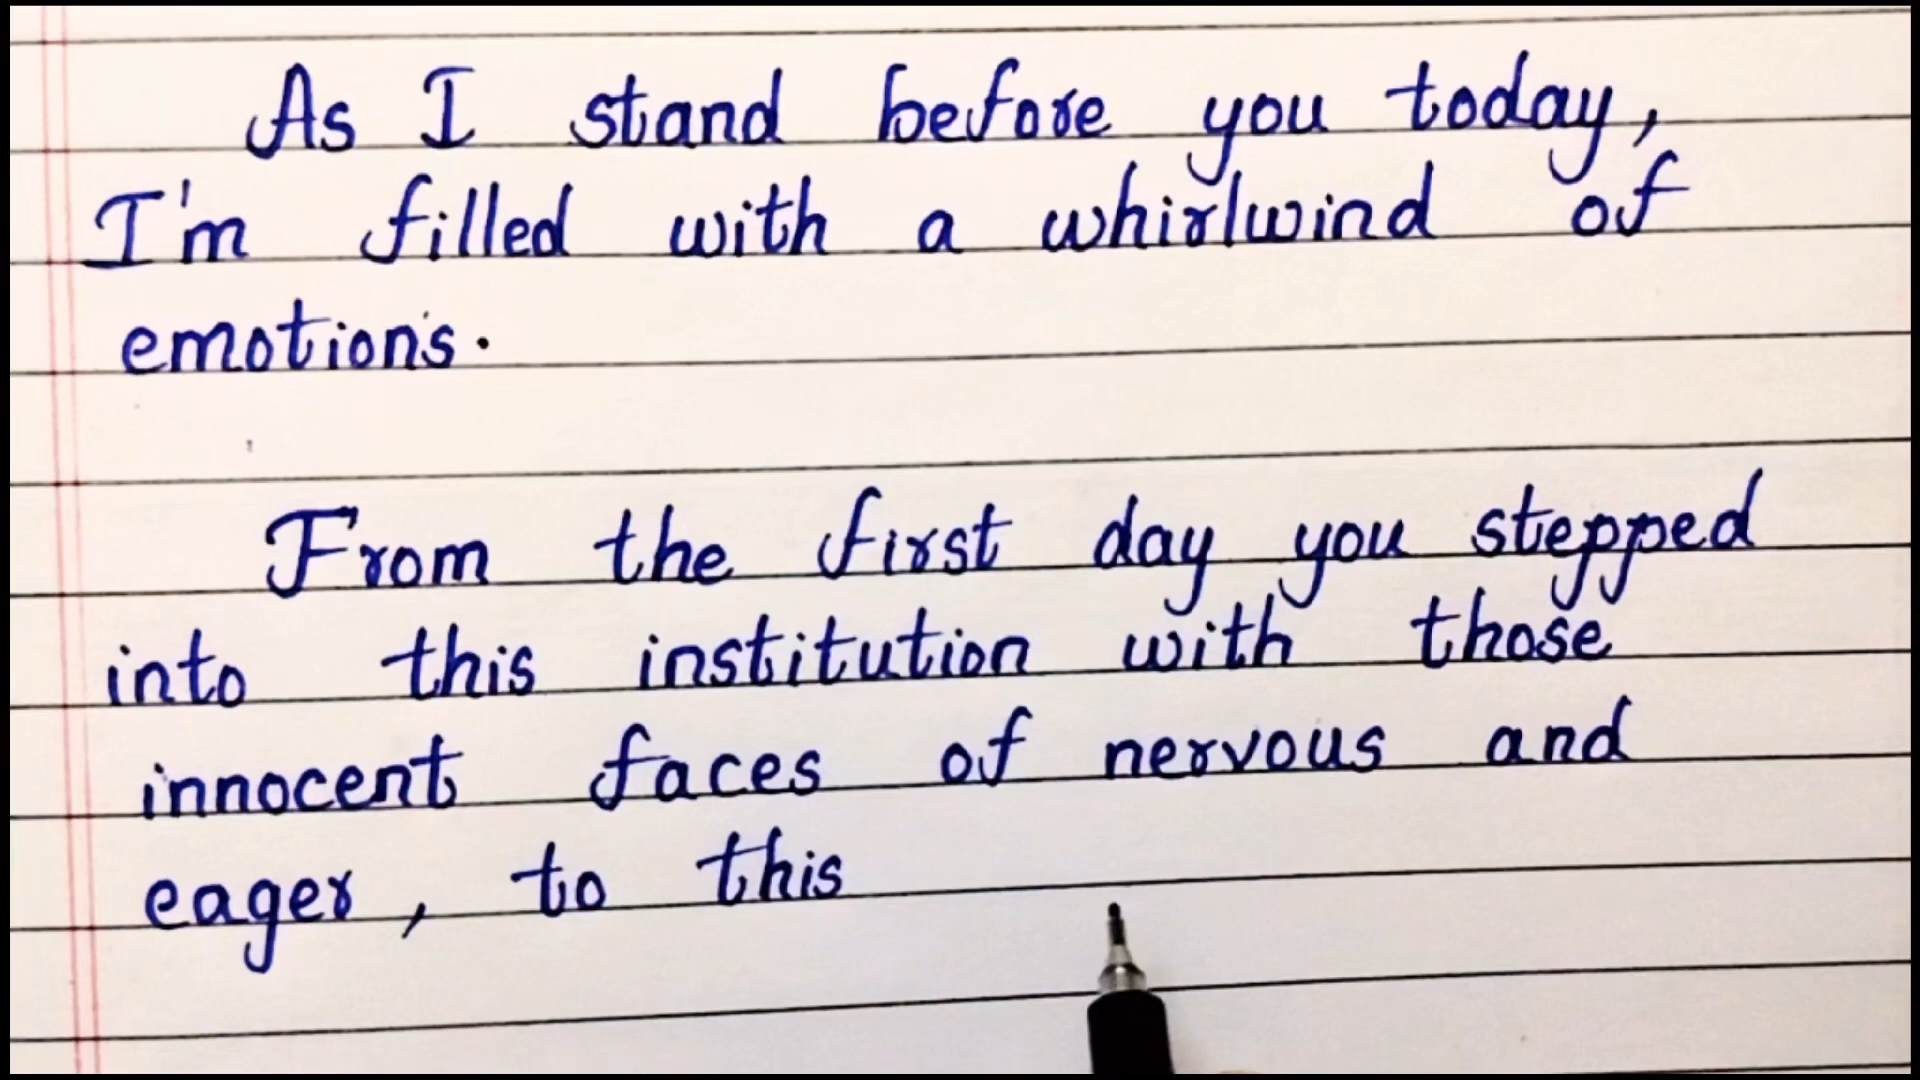 As I stand before you today,
I'm filled with a whirlwind of
emotions.
From the first day you stepped
into this institution with those
innocent faces of nervous and
eager, to this